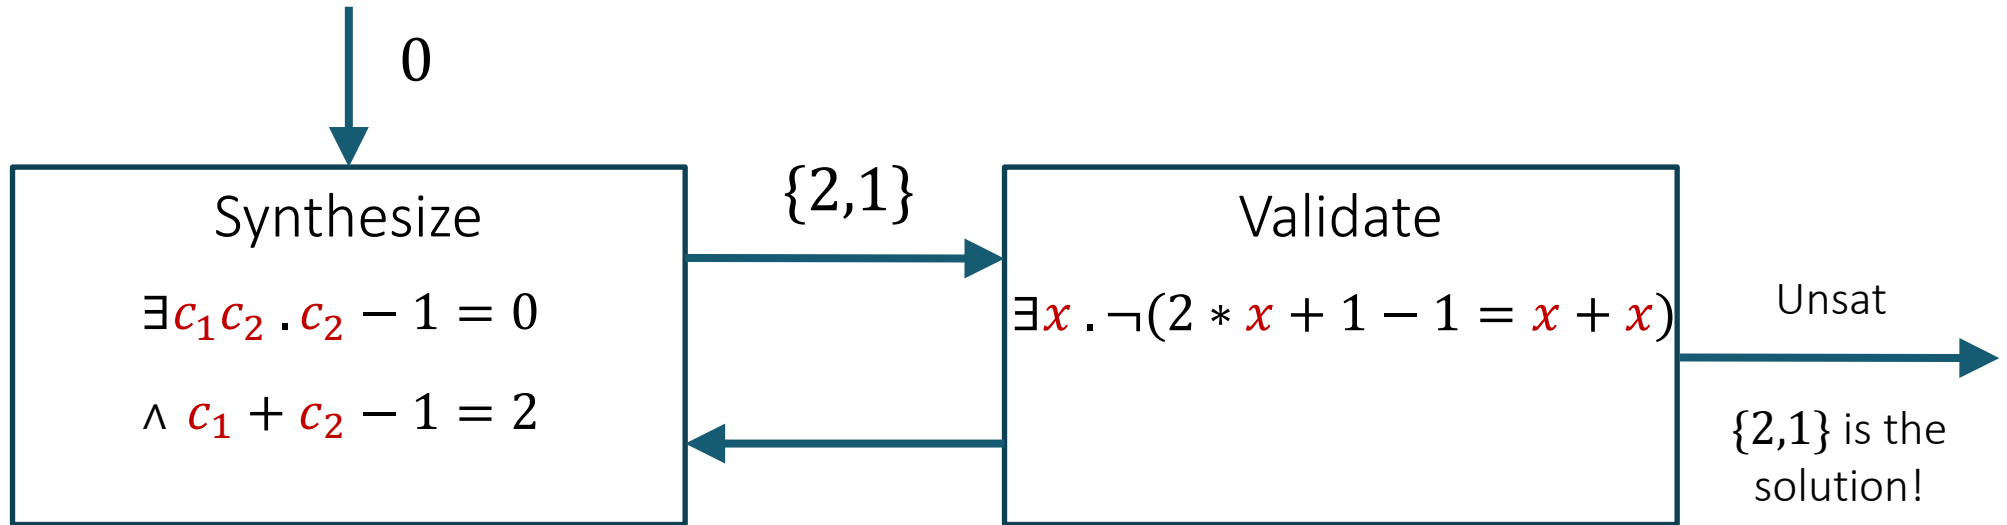 0
Synthesize
∃c₁c₂ . c₂ − 1 = 0
∧ c₁ + c₂ − 1 = 2
{2,1}
Validate
∃x . ¬(2 ∗ x + 1 − 1 = x + x)
Unsat
{2,1} is the
solution!